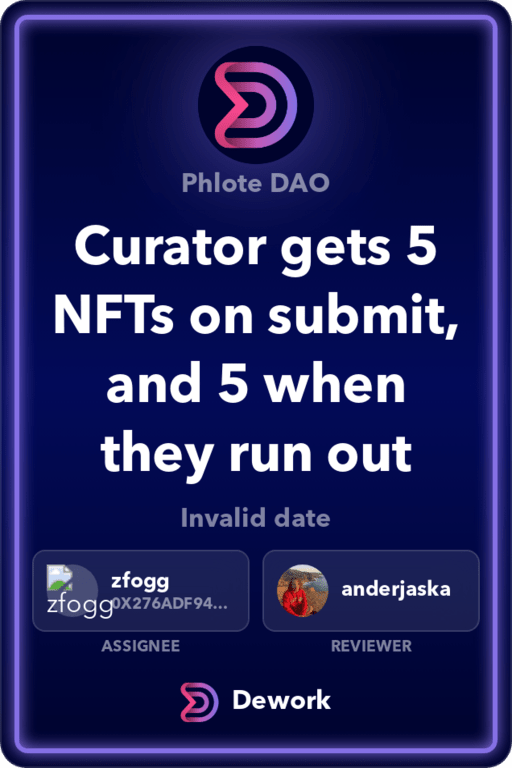 Phlote DAO
Curator gets 5
NFTs on submit,
and 5 when
they run out
Invalid date
zfogg
zfogg
0X276ADF94...
ASSIGNEE
anderjaska
REVIEWER
Dework